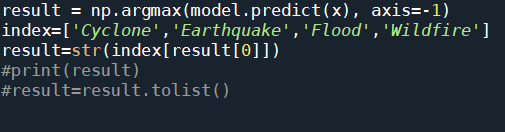 result = np.argmax(model.predict(x), axis=-1)
index=['Cyclone','Earthquake','Flood','Wildfire']
result=str(index[result[0]])
#print(result)
#result=result.tolist()